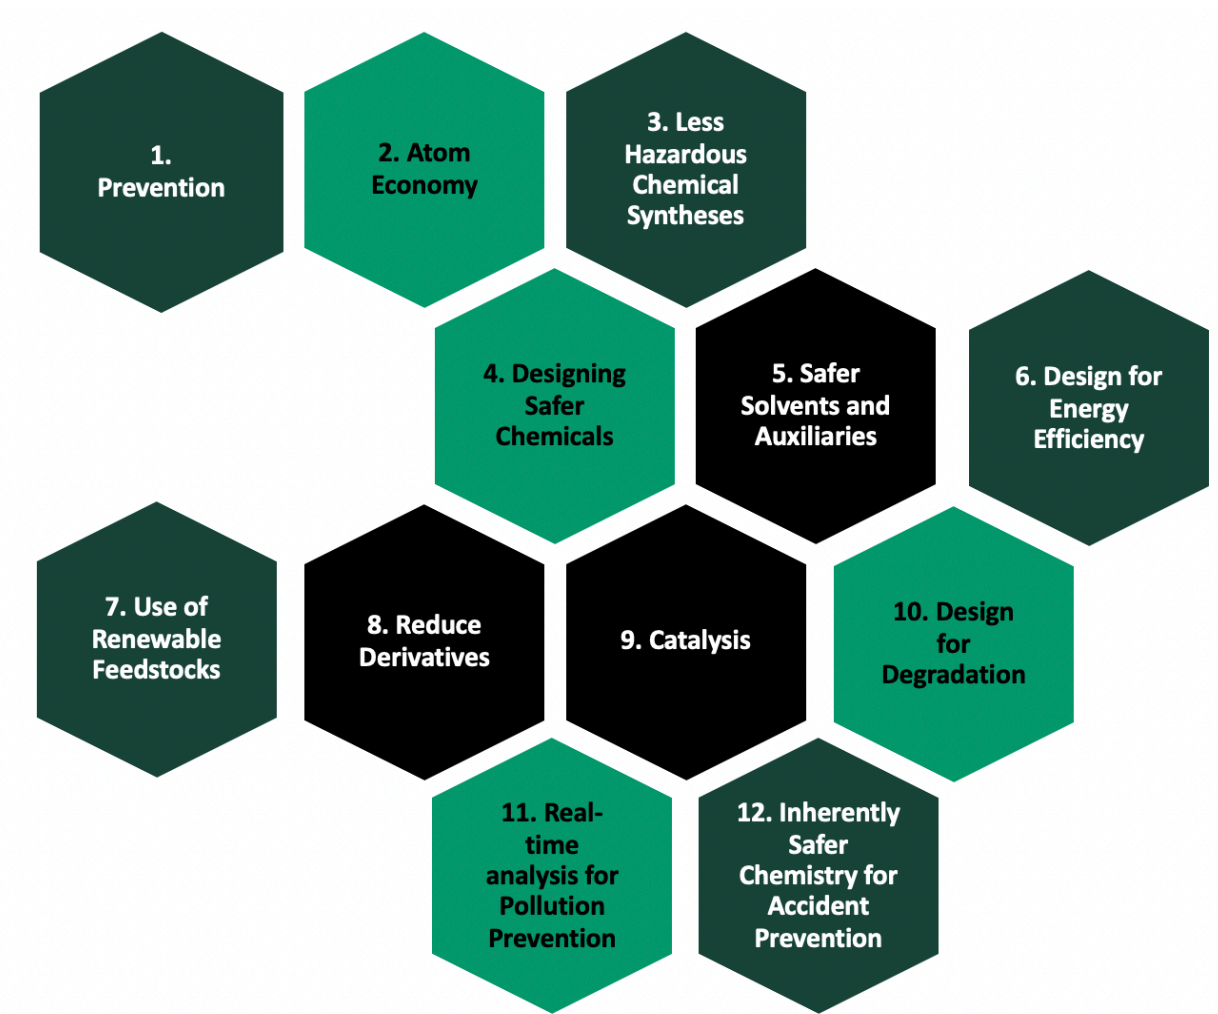 1.
Prevention
2. Atom
Economy
3. Less
Hazardous
Chemical
Syntheses
4. Designing
Safer
Chemicals
5. Safer
Solvents and
Auxiliaries
6. Design for
Energy
Efficiency
7. Use of
Renewable
Feedstocks
8. Reduce
Derivatives
9. Catalysis
10. Design
for
Degradation
11. Real-
time
analysis for
Pollution
Prevention
12. Inherently
Safer
Chemistry for
Accident
Prevention